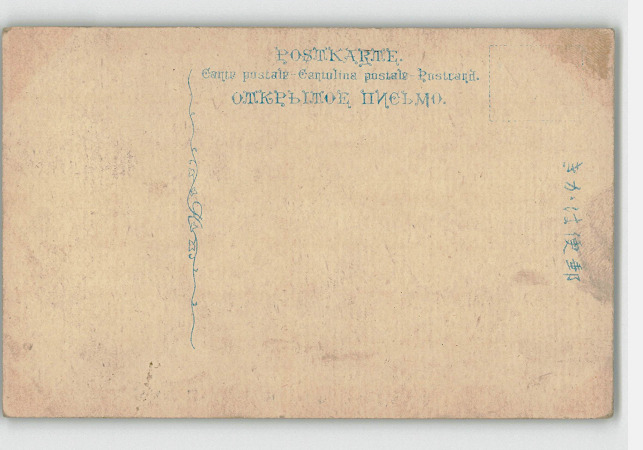 POSTKARTE.
Carte postale–Cartolina postale–Postcard.
ОТКРЫТОЕ ПИСЬМО.
きかは便郵